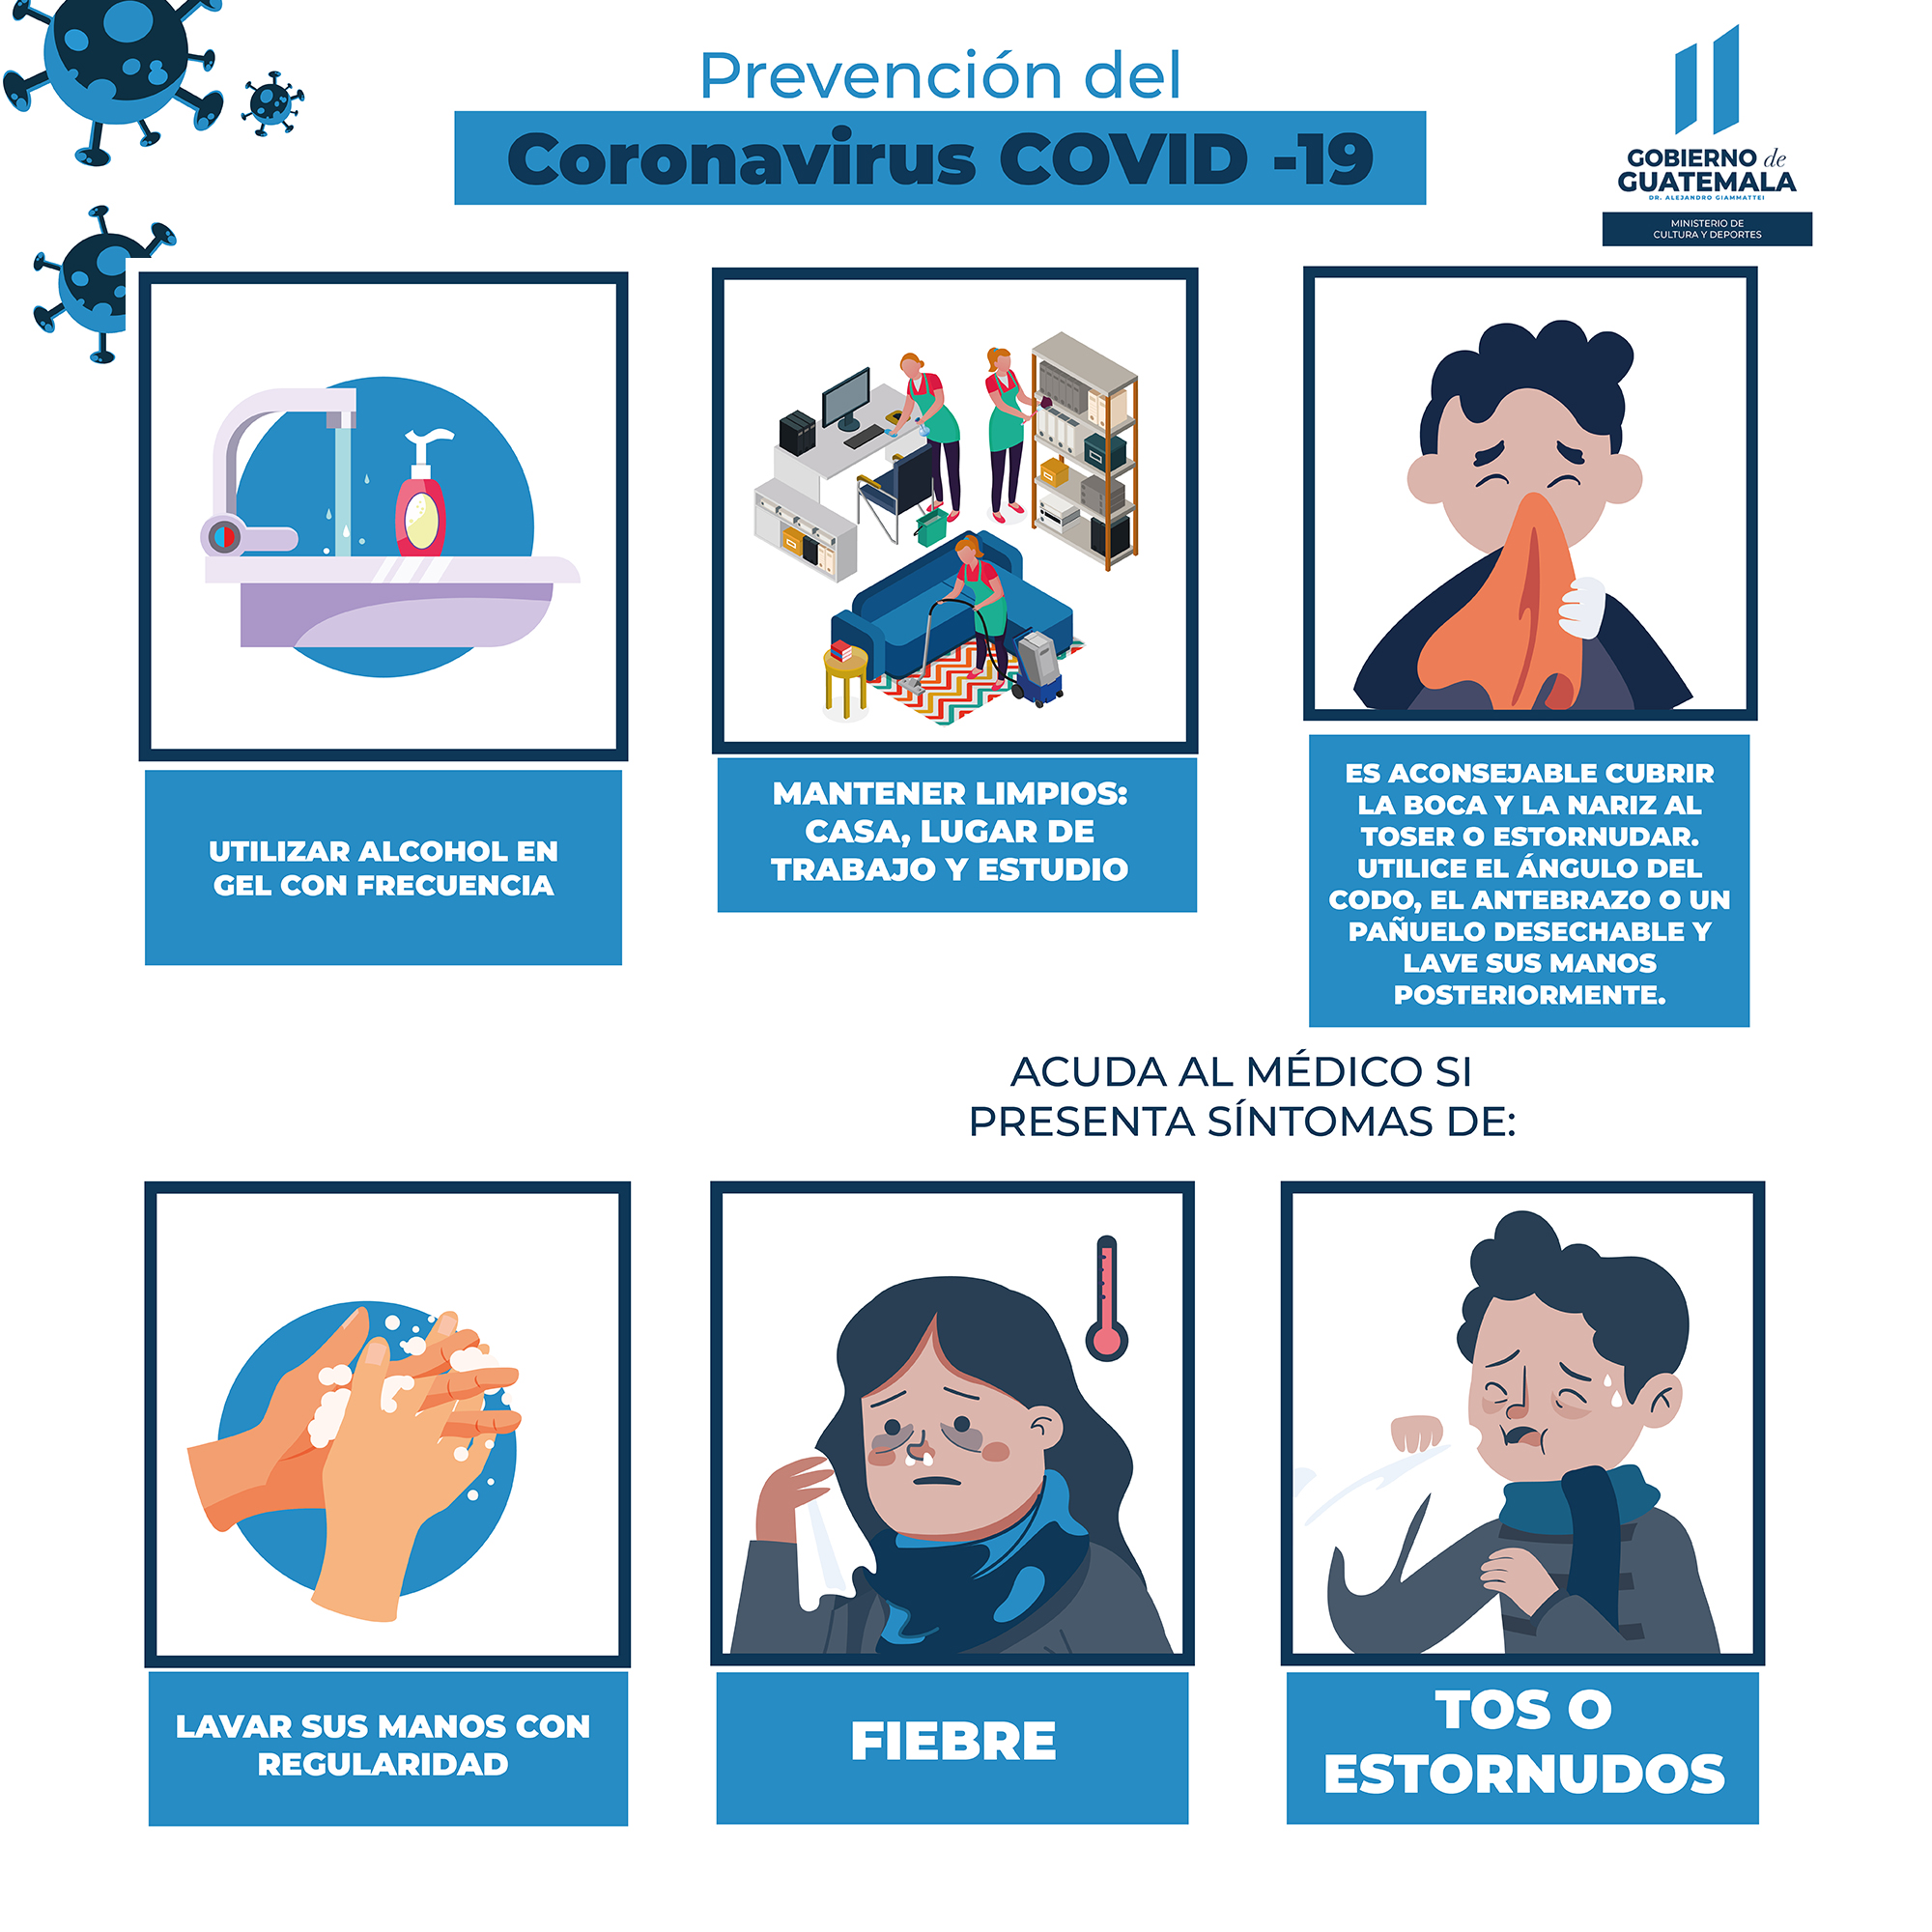 Prevención del
Coronavirus COVID -19
GOBIERNO de
GUATEMALA
DR. ALEJANDRO GIAMMATTEI
MINISTERIO DE
CULTURA Y DEPORTES
UTILIZAR ALCOHOL EN
GEL CON FRECUENCIA
MANTENER LIMPIOS:
CASA, LUGAR DE
TRABAJO Y ESTUDIO
ES ACONSEJABLE CUBRIR
LA BOCA Y LA NARIZ AL
TOSER O ESTORNUDAR.
UTILICE EL ÁNGULO DEL
CODO, EL ANTEBRAZO O UN
PAÑUELO DESECHABLE Y
LAVE SUS MANOS
POSTERIORMENTE.
ACUDA AL MÉDICO SI
PRESENTA SÍNTOMAS DE:
LAVAR SUS MANOS CON
REGULARIDAD
FIEBRE
TOS O
ESTORNUDOS